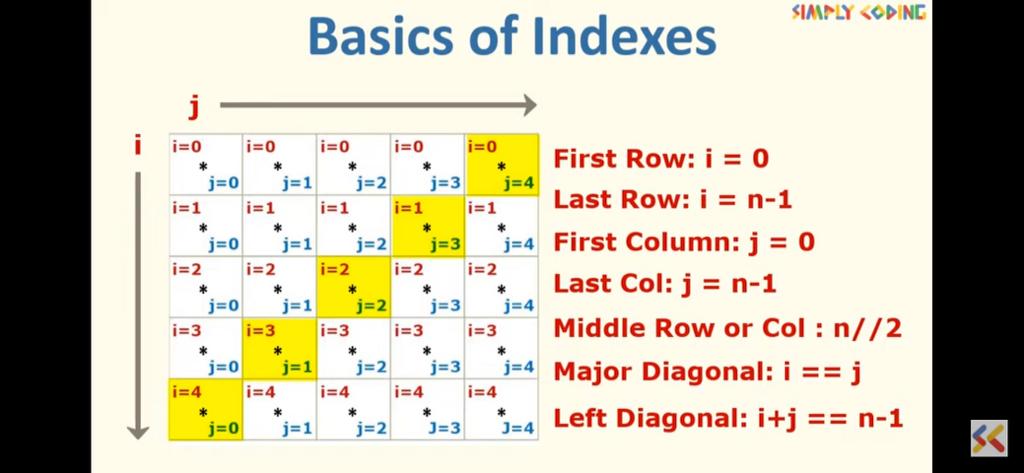 SIMPLY CODING
Basics of Indexes
j
i
i=0 i=0 i=0 i=0 i=0
* * * * *
j=0 j=1 j=2 j=3 j=4
i=1 i=1 i=1 i=1 i=1
* * * * *
j=0 j=1 j=2 j=3 j=4
i=2 i=2 i=2 i=2 i=2
* * * * *
j=0 j=1 j=2 j=3 j=4
i=3 i=3 i=3 i=3 i=3
* * * * *
j=0 j=1 j=2 j=3 j=4
i=4 i=4 i=4 i=4 i=4
* * * * *
j=0 j=1 j=2 J=3 J=4
First Row: i = 0
Last Row: i = n-1
First Column: j = 0
Last Col: j = n-1
Middle Row or Col : n//2
Major Diagonal: i == j
Left Diagonal: i+j == n-1